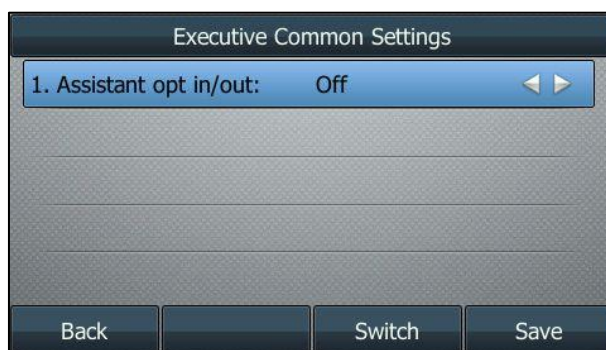 Executive Common Settings
1. Assistant opt in/out: Off
Back Switch Save